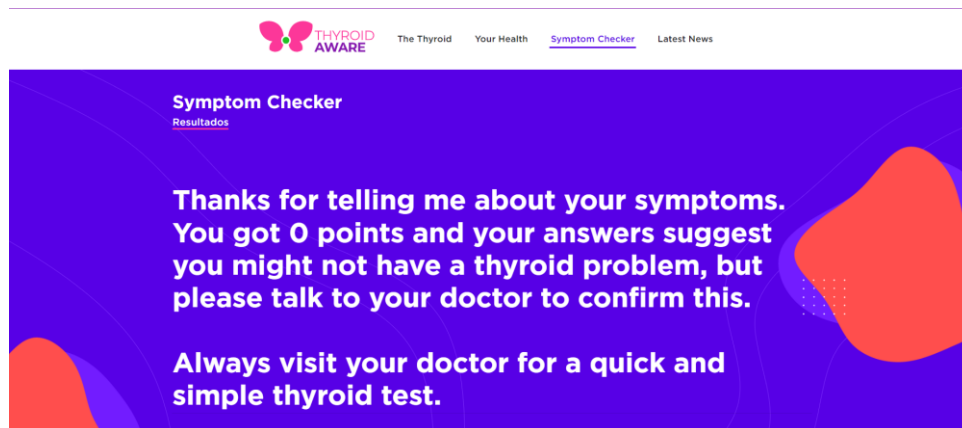 THYROID
AWARE
The Thyroid
Your Health
Symptom Checker
Latest News
Symptom Checker
Resultados
Thanks for telling me about your symptoms.
You got 0 points and your answers suggest
you might not have a thyroid problem, but
please talk to your doctor to confirm this.
Always visit your doctor for a quick and
simple thyroid test.